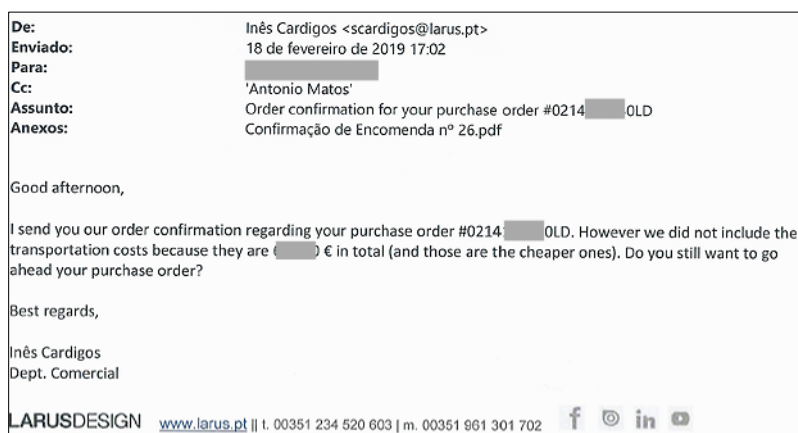 De: Inês Cardigos <scardigos@larus.pt>
Enviado: 18 de fevereiro de 2019 17:02
Para:
Cc: 'Antonio Matos'
Assunto: Order confirmation for your purchase order #0214 0LD
Anexos: Confirmação de Encomenda nº 26.pdf
Good afternoon,
I send you our order confirmation regarding your purchase order #0214 0LD. However we did not include the
transportation costs because they are € in total (and those are the cheaper ones). Do you still want to go
ahead your purchase order?
Best regards,
Inês Cardigos
Dept. Comercial
LARUSDESIGN www.larus.pt || t. 00351 234 520 603 | m. 00351 961 301 702 f in